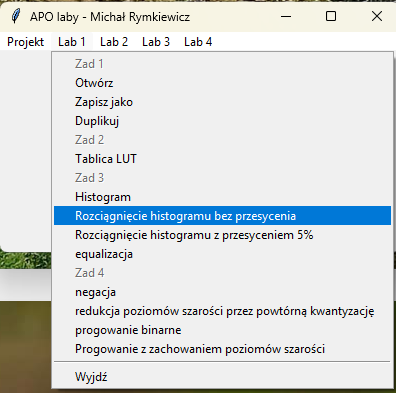 APO laby - Michał Rymkiewicz
Projekt Lab 1 Lab 2 Lab 3 Lab 4
Zad 1
Otwórz
Zapisz jako
Duplikuj
Zad 2
Tablica LUT
Zad 3
Histogram
Rozciągnięcie histogramu bez przesycenia
Rozciągnięcie histogramu z przesyceniem 5%
equalizacja
Zad 4
negacja
redukcja poziomów szarości przez powtórną kwantyzację
progowanie binarne
Progowanie z zachowaniem poziomów szarości
Wyjdź